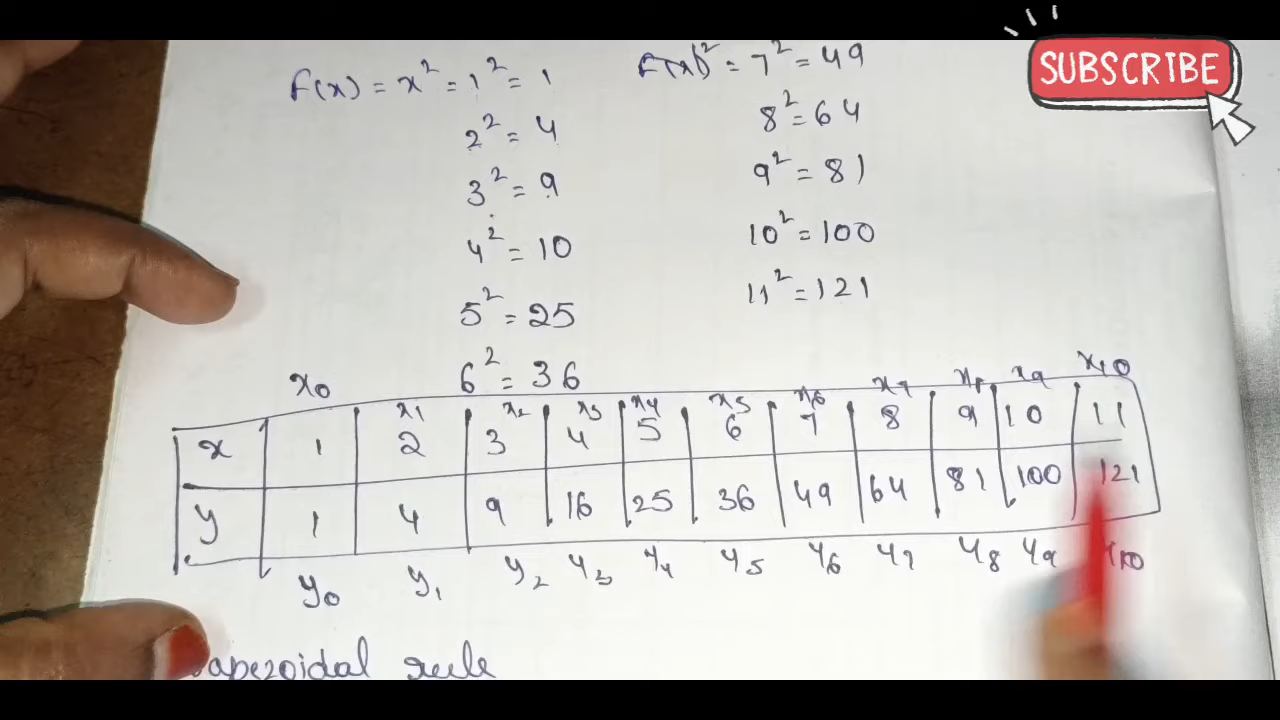 SUBSCRIBE
F(x) = x² = 1² = 1
2² = 4
3² = 9
4² = 10
5² = 25
6² = 36
F(x)² = 7² = 49
8² = 64
9² = 81
10² = 100
11² = 121
x₀ x₁ x₂ x₃ x₄ x₅ x₆ x₇ x₈ x₉ x₁₀
x 1 2 3 4 5 6 7 8 9 10 11
y 1 4 9 16 25 36 49 64 81 100 121
y₀ y₁ y₂ y₃ y₄ y₅ y₆ y₇ y₈ y₉ y₁₀
apezoidal rule